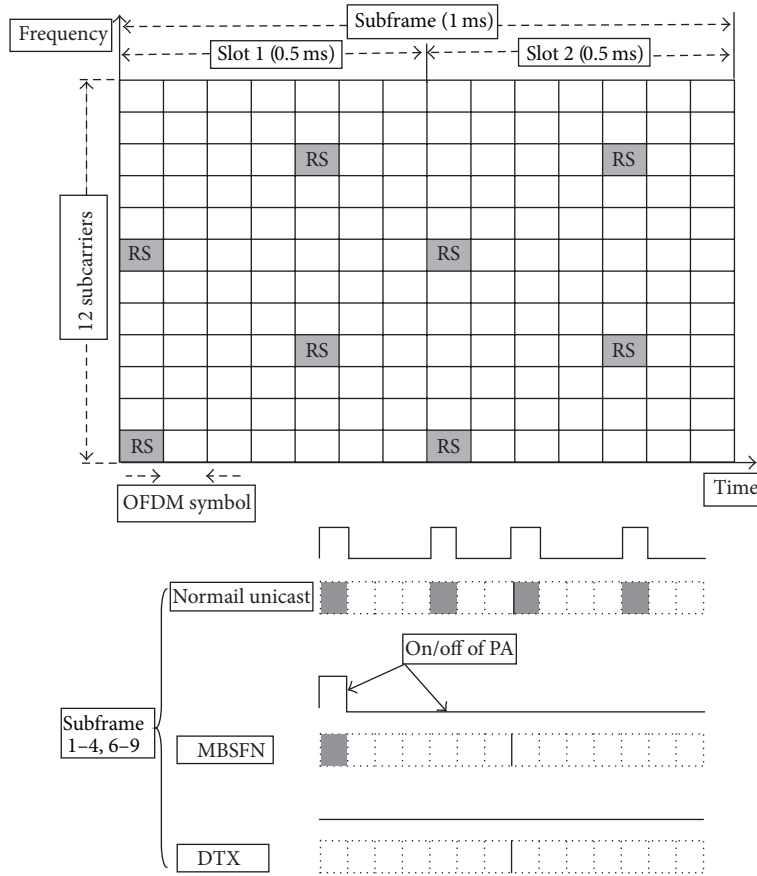 Subframe (1 ms)
Frequency
Slot 1 (0.5 ms)
Slot 2 (0.5 ms)
RS
RS
12 subcarriers
RS
RS
RS
RS
RS
RS
OFDM symbol
Time
Normail unicast
On/off of PA
Subframe
1–4, 6–9
MBSFN
DTX